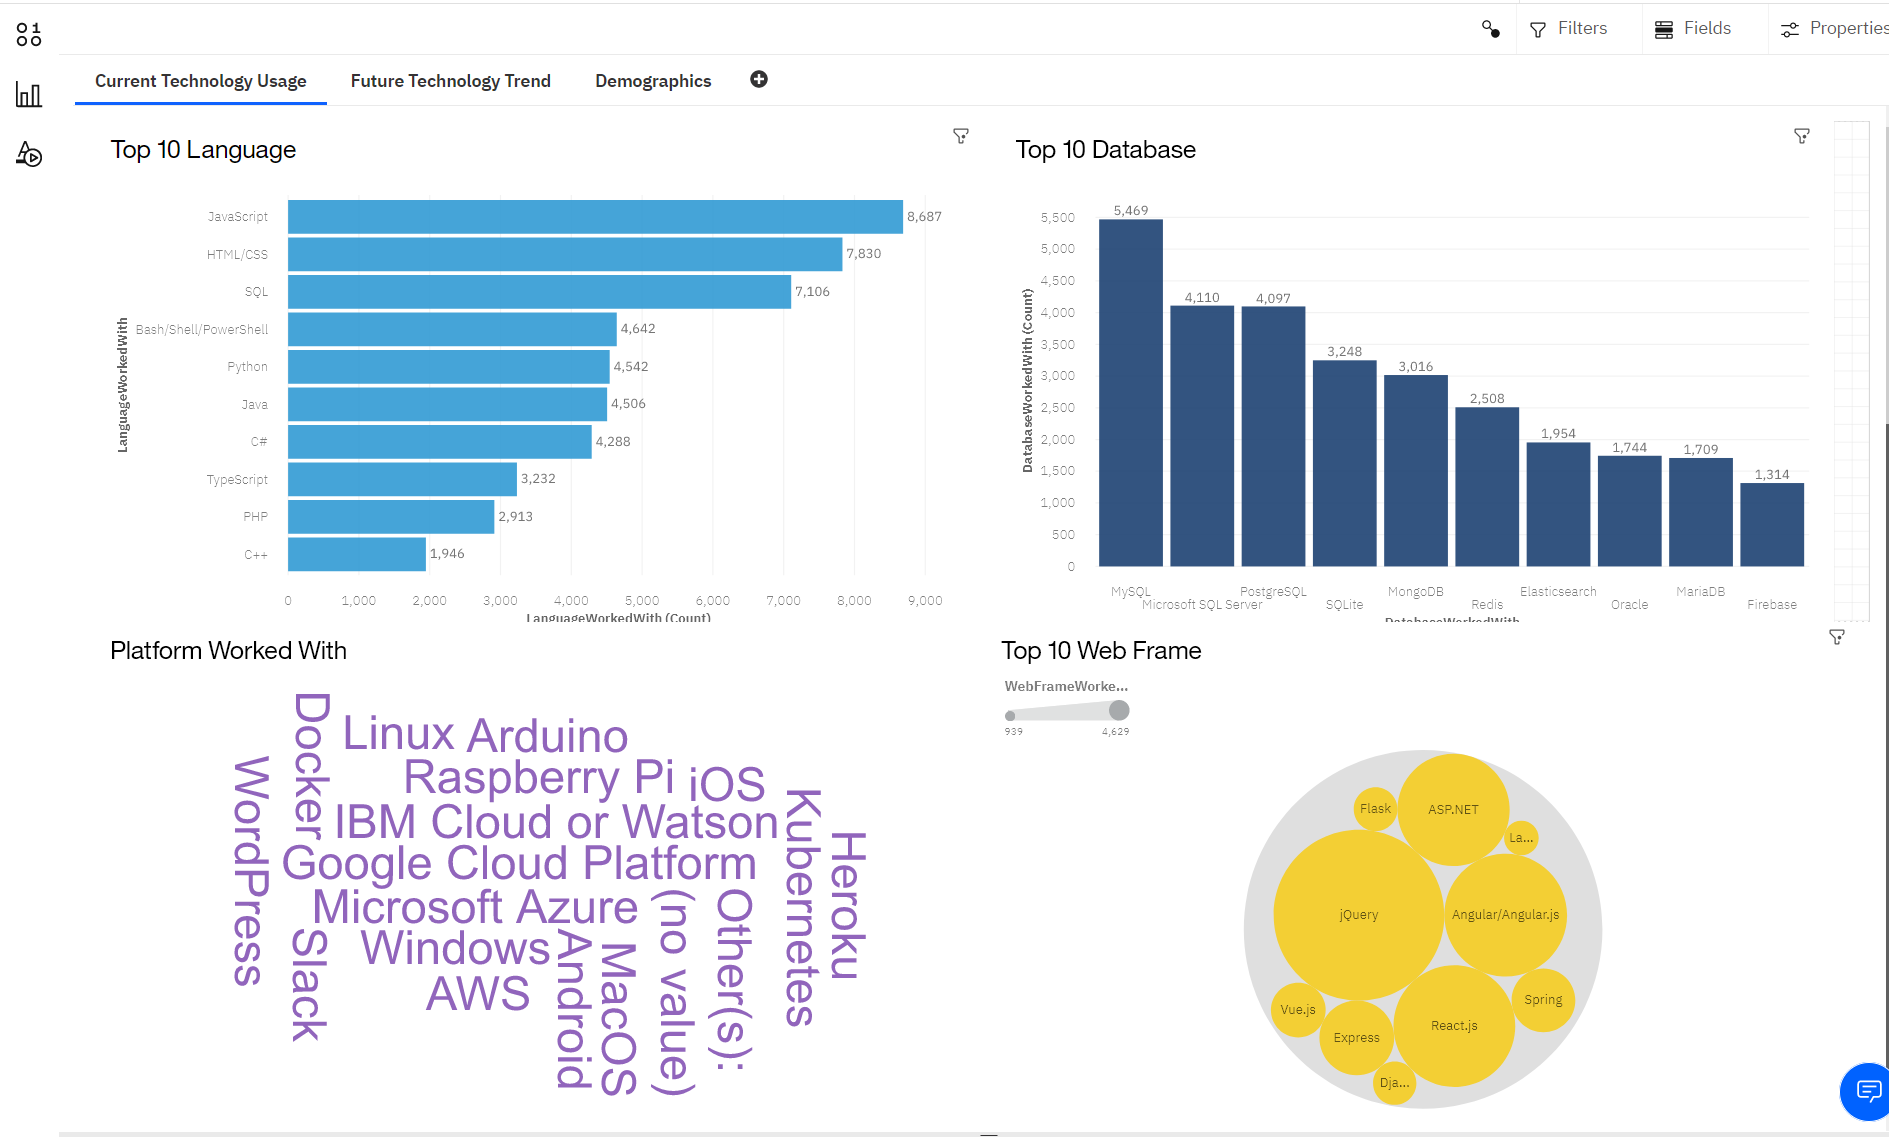 Filters
Fields
Properties
Current Technology Usage
Future Technology Trend
Demographics
Top 10 Language
LanguageWorkedWith
JavaScript
8,687
HTML/CSS
7,830
SQL
7,106
Bash/Shell/PowerShell
4,642
Python
4,542
Java
4,506
C#
4,288
TypeScript
3,232
PHP
2,913
C++
1,946
0
1,000
2,000
3,000
4,000
5,000
6,000
7,000
8,000
9,000
LanguageWorkedWith (Count)
Top 10 Database
DatabaseWorkedWith (Count)
5,500
5,000
4,500
4,000
3,500
3,000
2,500
2,000
1,500
1,000
500
0
5,469
4,110
4,097
3,248
3,016
2,508
1,954
1,744
1,709
1,314
MySQL
Microsoft SQL Server
PostgreSQL
SQLite
MongoDB
Redis
Elasticsearch
Oracle
MariaDB
Firebase
DatabaseWorkedWith
Platform Worked With
Docker
Linux
Arduino
WordPress
Raspberry Pi
iOS
IBM Cloud or Watson
Kubernetes
Heroku
Google Cloud Platform
Microsoft Azure
(no value)
Other(s):
Slack
Windows
Android
MacOS
AWS
Top 10 Web Frame
WebFrameWorke...
939
4,629
Flask
ASP.NET
La...
jQuery
Angular/Angular.js
Spring
Vue.js
Express
React.js
Dja...